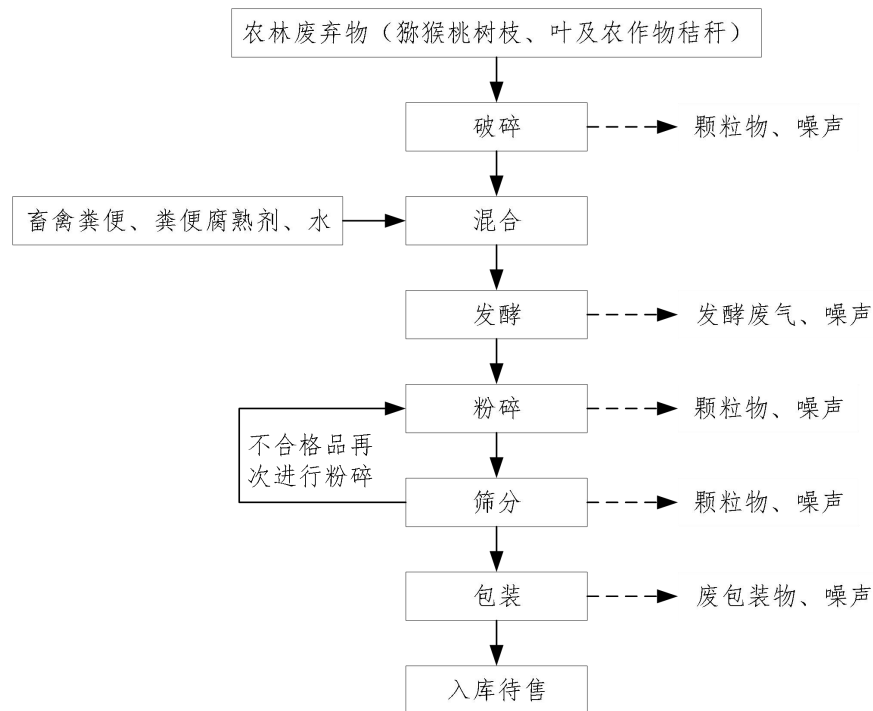 农林废弃物（猕猴桃树枝、叶及农作物秸秆）
破碎
颗粒物、噪声
畜禽粪便、粪便腐熟剂、水
混合
发酵
发酵废气、噪声
粉碎
颗粒物、噪声
不合格品再
次进行粉碎
筛分
颗粒物、噪声
包装
废包装物、噪声
入库待售